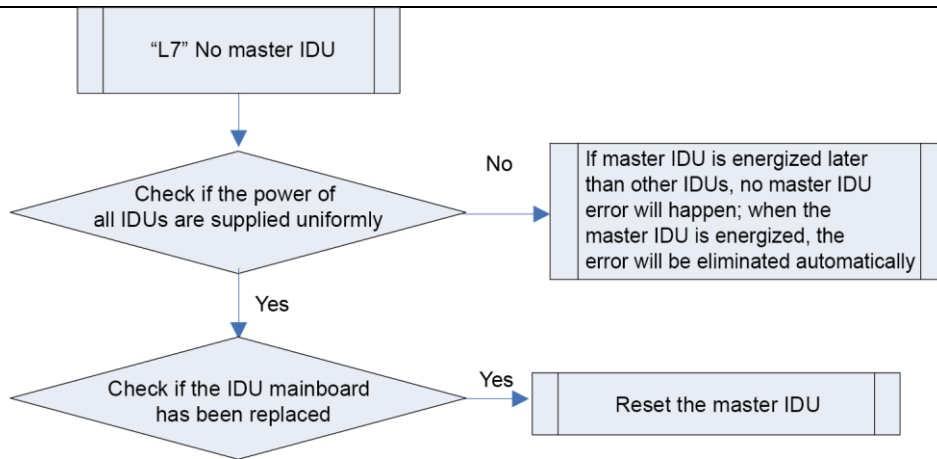 “L7” No master IDU
Check if the power of
all IDUs are supplied uniformly
No
If master IDU is energized later
than other IDUs, no master IDU
error will happen; when the
master IDU is energized, the
error will be eliminated automatically
Yes
Check if the IDU mainboard
has been replaced
Yes
Reset the master IDU